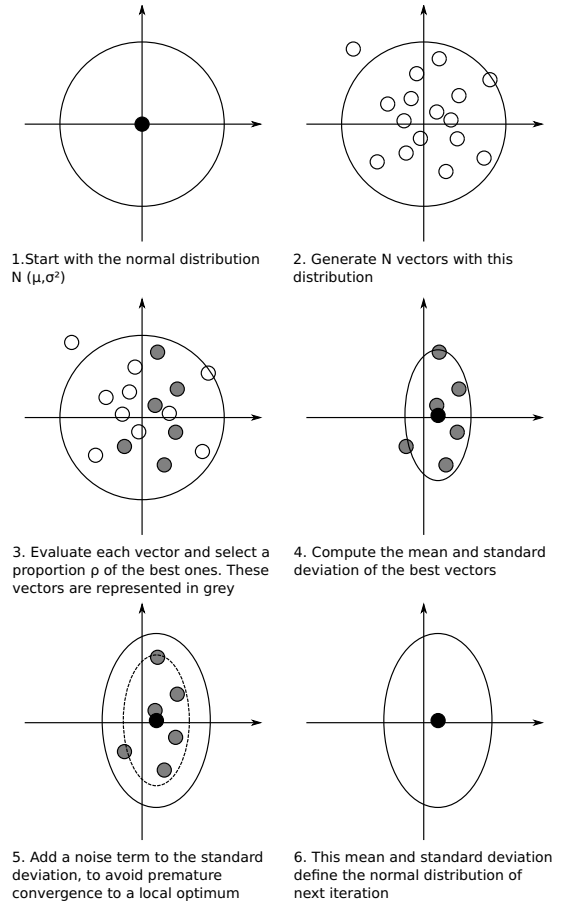 1.Start with the normal distribution
N (μ,σ²)
2. Generate N vectors with this
distribution
3. Evaluate each vector and select a
proportion ρ of the best ones. These
vectors are represented in grey
4. Compute the mean and standard
deviation of the best vectors
5. Add a noise term to the standard
deviation, to avoid premature
convergence to a local optimum
6. This mean and standard deviation
define the normal distribution of
next iteration